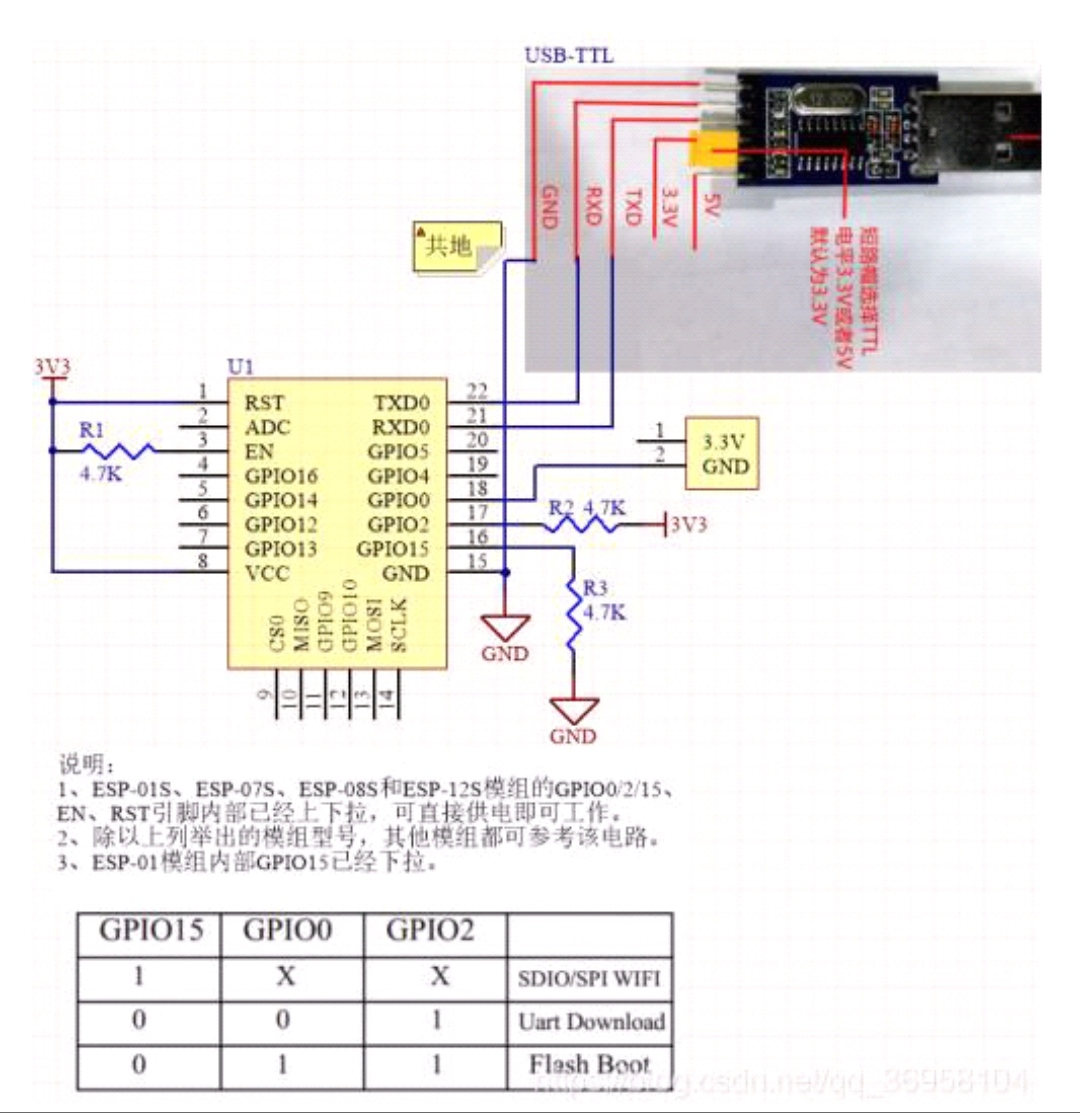 USB-TTL
GND
RXD
TXD
3.3V
5V
短路帽选择TTL
电平3.3V或者5V
默认为3.3V
共地
3V3
U1
R1
4.7K
1 RST TXD0 22
2 ADC RXD0 21
3 EN GPIO5 20
4 GPIO16 GPIO4 19
5 GPIO14 GPIO0 18
6 GPIO12 GPIO2 17
7 GPIO13 GPIO15 16
8 VCC GND 15
CS0
MISO
GPIO9
GPIO10
MOSI
SCLK
9
10
11
12
13
14
1 3.3V
2 GND
R2 4.7K
3V3
R3
4.7K
GND
GND
说明:
1、ESP-01S、ESP-07S、ESP-08S和ESP-12S模组的GPIO0/2/15、
EN、RST引脚内部已经上下拉，可直接供电即可工作。
2、除以上列举出的模组型号，其他模组都可参考该电路。
3、ESP-01模组内部GPIO15已经下拉。
GPIO15 GPIO0 GPIO2
1 X X SDIO/SPI WIFI
0 0 1 Uart Download
0 1 1 Flash Boot
https://blog.csdn.net/qq_36958104